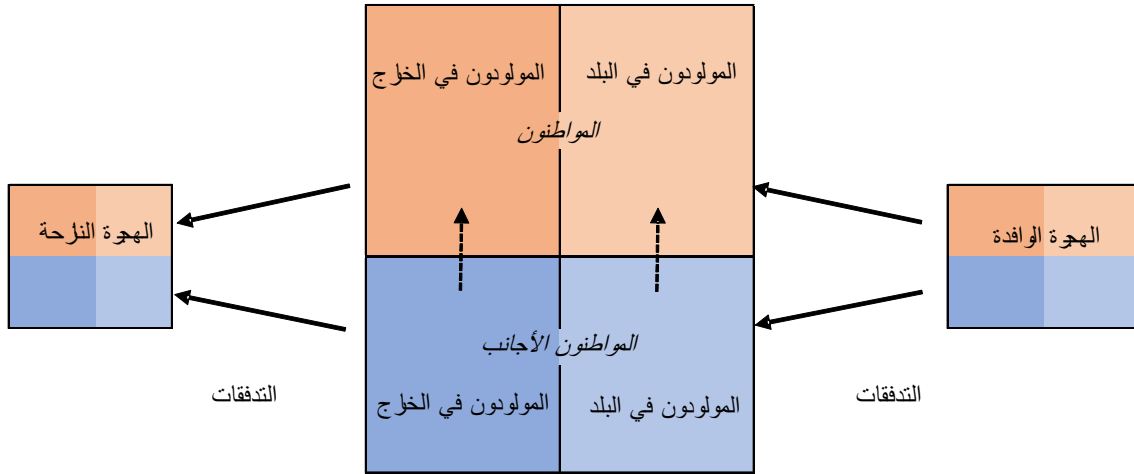 المولودون في البلد
المولودون في الخارج
المواطنون
الهجرة الوافدة
الهجرة النازحة
المواطنون الأجانب
المولودون في البلد
المولودون في الخارج
التدفقات
التدفقات